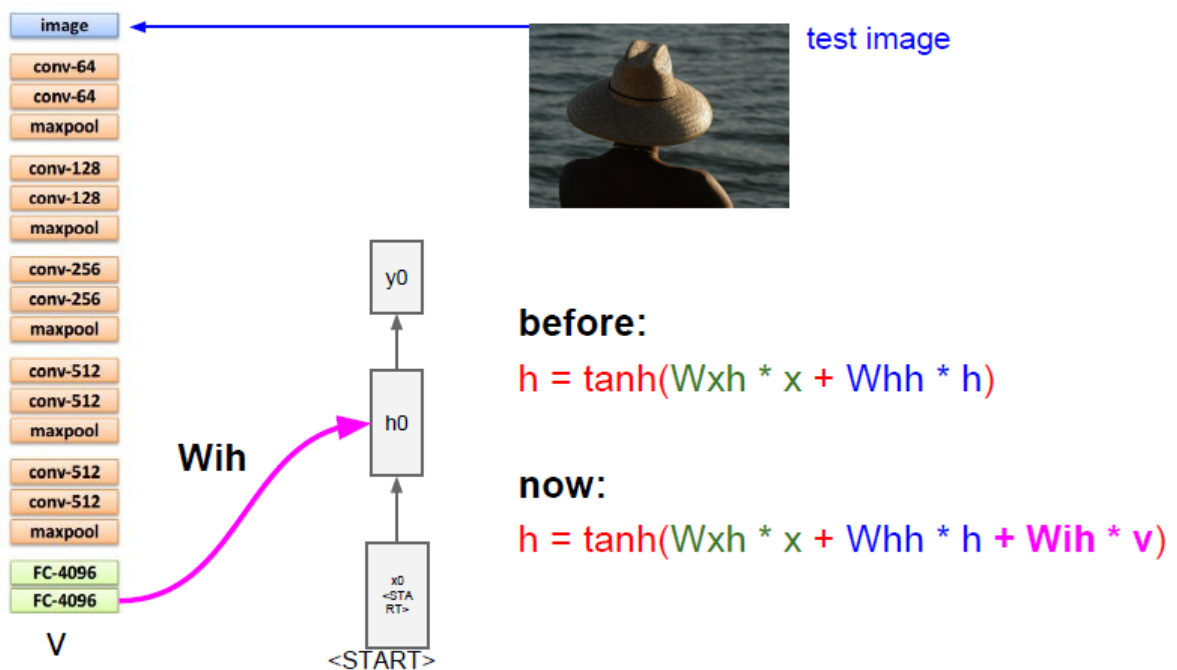 image
test image
conv-64
conv-64
maxpool
conv-128
conv-128
maxpool
conv-256
conv-256
maxpool
conv-512
conv-512
maxpool
conv-512
conv-512
maxpool
FC-4096
FC-4096
V
Wih
y0
h0
x0
<STA
RT>
<START>
before:
h = tanh(Wxh * x + Whh * h)
now:
h = tanh(Wxh * x + Whh * h + Wih * v)